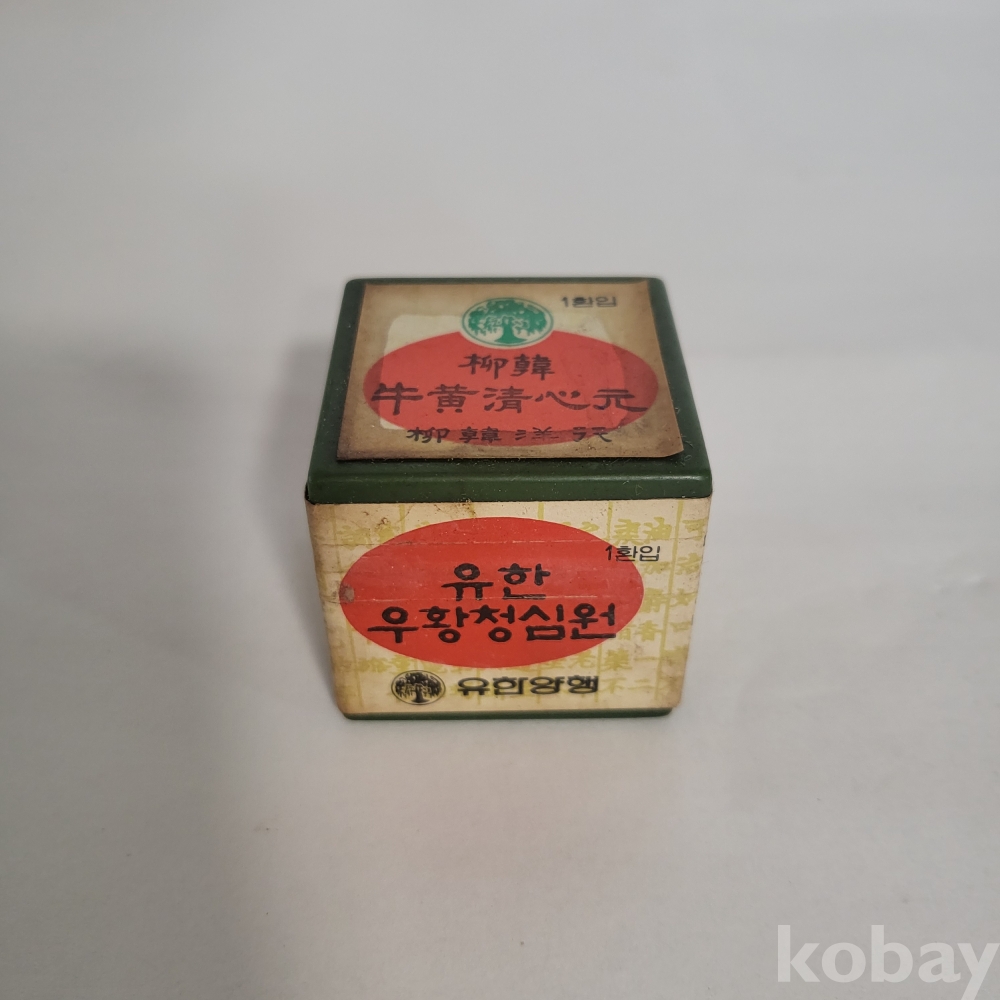 1환입
柳韓
牛黄清心元
柳韓洋行
1환입
유한
우황청심원
유한양행
kobay